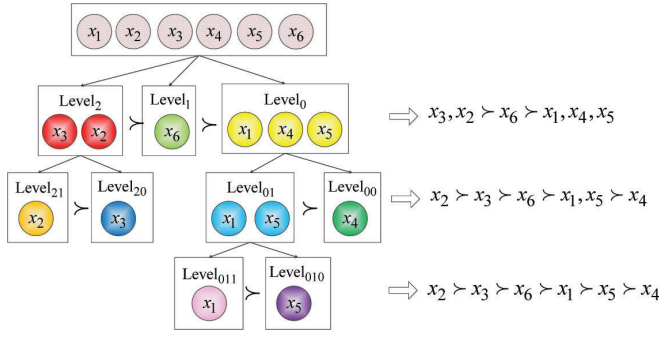 x₁ x₂ x₃ x₄ x₅ x₆
Level₂ Level₁ Level₀
x₃ x₂ ≻ x₆ ≻ x₁ x₄ x₅ ⇨ x₃, x₂ ≻ x₆ ≻ x₁, x₄, x₅
Level₂₁ Level₂₀ Level₀₁ Level₀₀
x₂ ≻ x₃ x₁ x₅ ≻ x₄ ⇨ x₂ ≻ x₃ ≻ x₆ ≻ x₁, x₅ ≻ x₄
Level₀₁₁ Level₀₁₀
x₁ ≻ x₅ ⇨ x₂ ≻ x₃ ≻ x₆ ≻ x₁ ≻ x₅ ≻ x₄